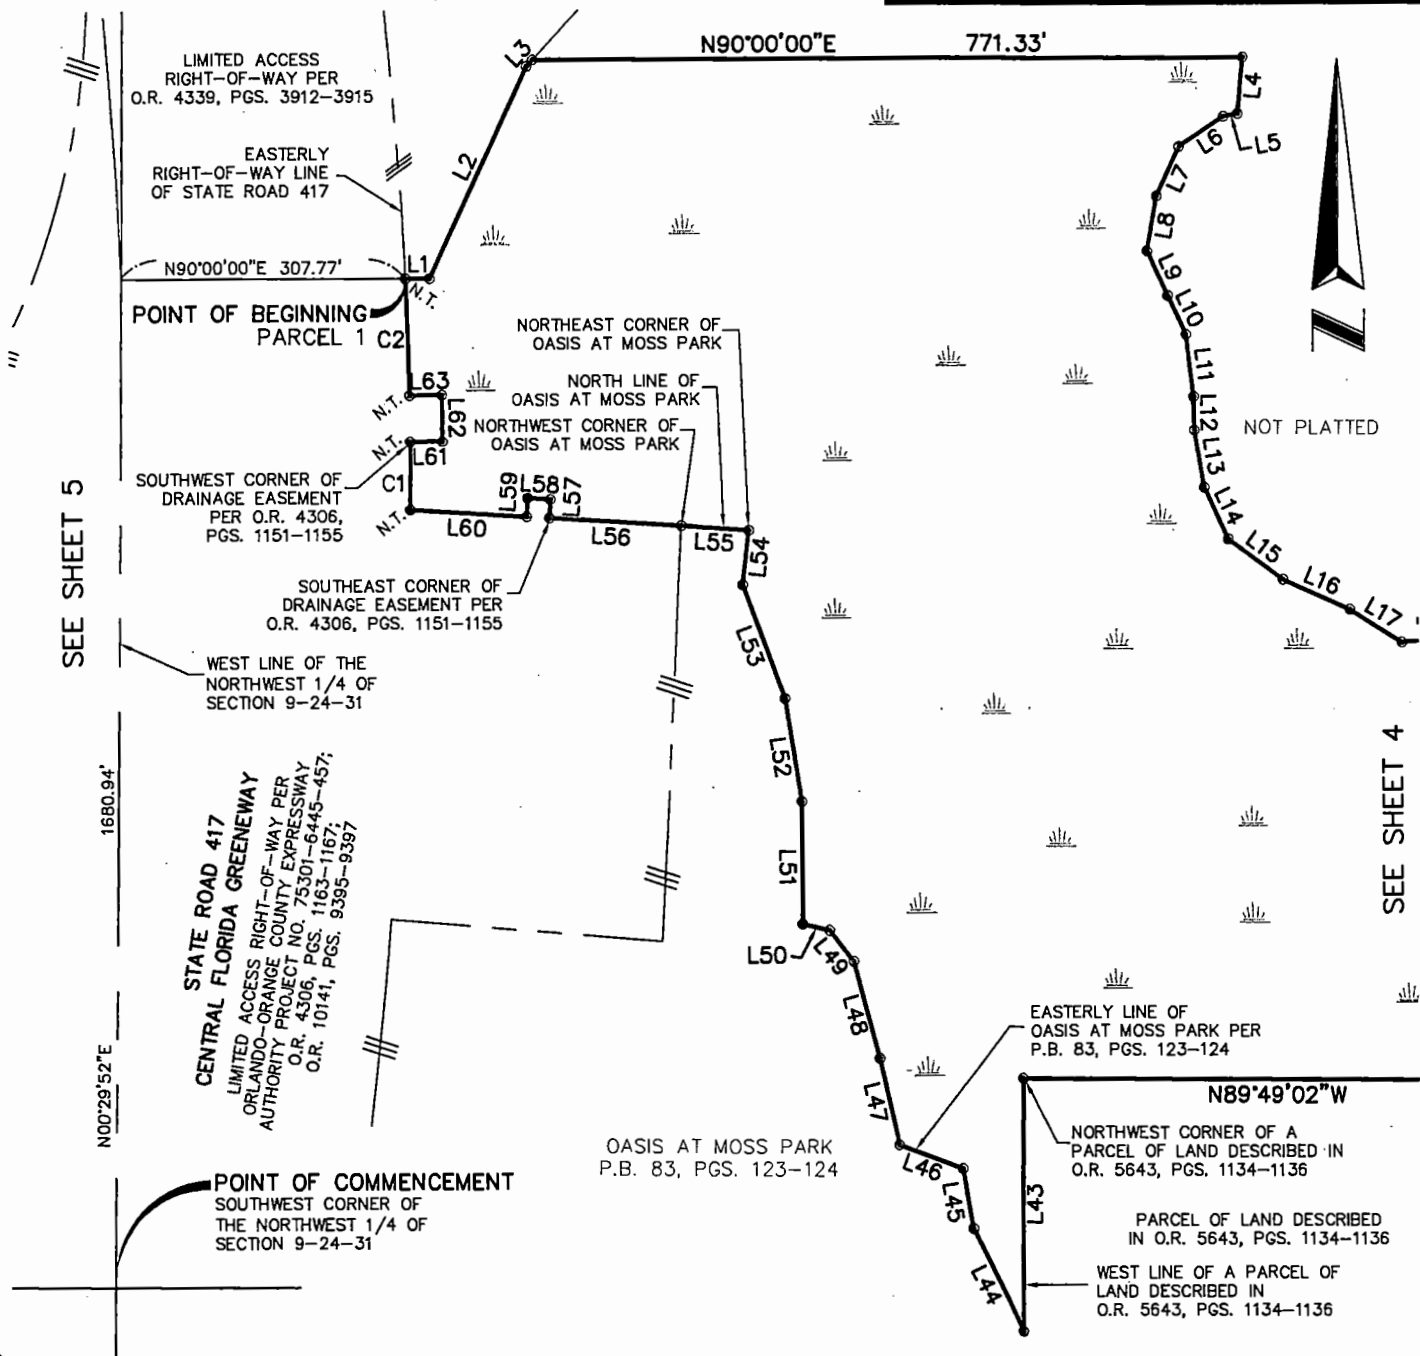 N90°00'00"E 771.33'
L3
L4
LIMITED ACCESS
RIGHT-OF-WAY PER
O.R. 4339, PGS. 3912-3915
L6
L5
L2
EASTERLY
RIGHT-OF-WAY LINE
OF STATE ROAD 417
L7
L8
L1
N90°00'00"E 307.77'
N.T.
L9
L10
POINT OF BEGINNING
PARCEL 1
C2
NORTHEAST CORNER OF
OASIS AT MOSS PARK
L11
L63
NORTH LINE OF
OASIS AT MOSS PARK
N.T.
L62
L12
NORTHWEST CORNER OF
OASIS AT MOSS PARK
NOT PLATTED
N.T.
L61
L13
SOUTHWEST CORNER OF
DRAINAGE EASEMENT
PER O.R. 4306,
PGS. 1151-1155
C1
L59
L58
L57
N.T.
L60
L56
L55
L54
L14
L15
L16
L17
SEE SHEET 5
SOUTHEAST CORNER OF
DRAINAGE EASEMENT PER
O.R. 4306, PGS. 1151-1155
L53
WEST LINE OF THE
NORTHWEST 1/4 OF
SECTION 9-24-31
L52
1680.94'
SEE SHEET 4
STATE ROAD 417
CENTRAL FLORIDA GREENEWAY
LIMITED ACCESS RIGHT-OF-WAY PER
ORLANDO-ORANGE COUNTY EXPRESSWAY
AUTHORITY PROJECT NO. 75301-6445-457;
O.R. 4306, PGS. 1163-1167;
O.R. 10141, PGS. 9395-9397
L51
L50
L49
L48
EASTERLY LINE OF
OASIS AT MOSS PARK PER
P.B. 83, PGS. 123-124
N00°29'52"E
L47
N89°49'02"W
OASIS AT MOSS PARK
P.B. 83, PGS. 123-124
L46
NORTHWEST CORNER OF A
PARCEL OF LAND DESCRIBED IN
O.R. 5643, PGS. 1134-1136
POINT OF COMMENCEMENT
SOUTHWEST CORNER OF
THE NORTHWEST 1/4 OF
SECTION 9-24-31
L45
L43
PARCEL OF LAND DESCRIBED
IN O.R. 5643, PGS. 1134-1136
L44
WEST LINE OF A PARCEL OF
LAND DESCRIBED IN
O.R. 5643, PGS. 1134-1136